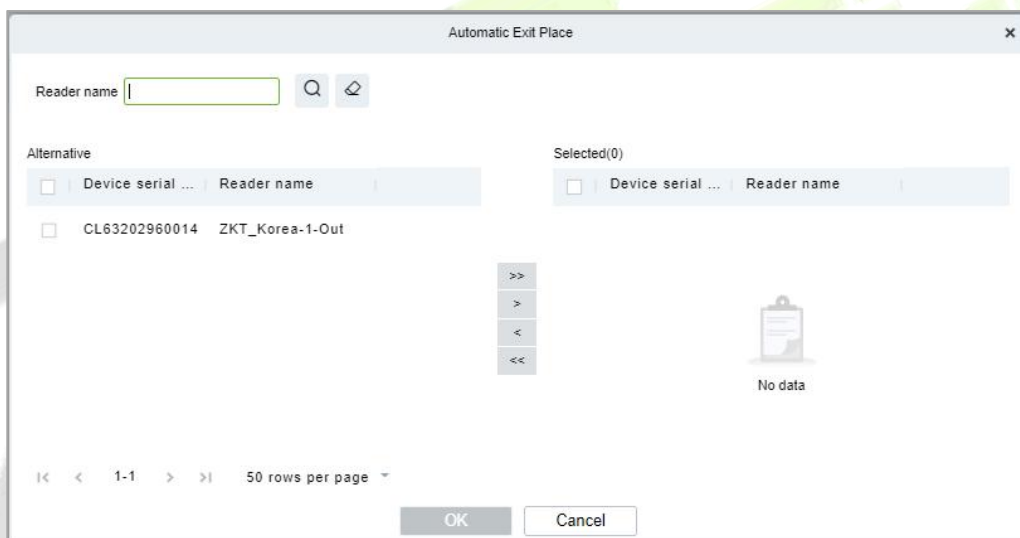 Automatic Exit Place ×
Reader name
Alternative
Selected(0)
Device serial ... Reader name
Device serial ... Reader name
CL63202960014 ZKT_Korea-1-Out
>>
>
<
<<
No data
|< < 1-1 > >| 50 rows per page
OK Cancel